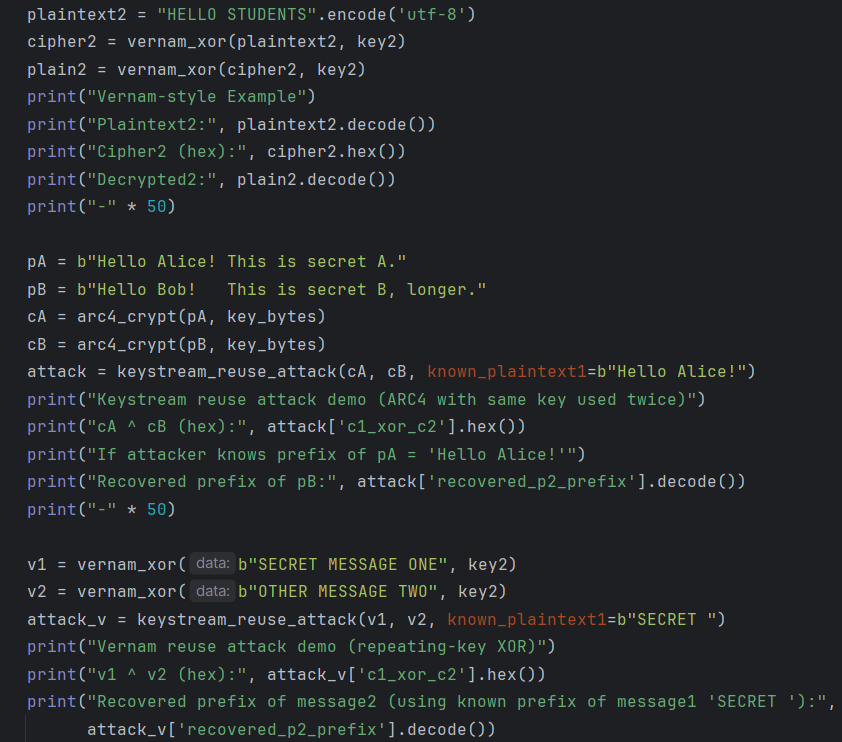 plaintext2 = "HELLO STUDENTS".encode('utf-8')
cipher2 = vernam_xor(plaintext2, key2)
plain2 = vernam_xor(cipher2, key2)
print("Vernam-style Example")
print("Plaintext2:", plaintext2.decode())
print("Cipher2 (hex):", cipher2.hex())
print("Decrypted2:", plain2.decode())
print("-" * 50)

pA = b"Hello Alice! This is secret A."
pB = b"Hello Bob!   This is secret B, longer."
cA = arc4_crypt(pA, key_bytes)
cB = arc4_crypt(pB, key_bytes)
attack = keystream_reuse_attack(cA, cB, known_plaintext1=b"Hello Alice!")
print("Keystream reuse attack demo (ARC4 with same key used twice)")
print("cA ^ cB (hex):", attack['c1_xor_c2'].hex())
print("If attacker knows prefix of pA = 'Hello Alice!'")
print("Recovered prefix of pB:", attack['recovered_p2_prefix'].decode())
print("-" * 50)

v1 = vernam_xor( data: b"SECRET MESSAGE ONE", key2)
v2 = vernam_xor( data: b"OTHER MESSAGE TWO", key2)
attack_v = keystream_reuse_attack(v1, v2, known_plaintext1=b"SECRET ")
print("Vernam reuse attack demo (repeating-key XOR)")
print("v1 ^ v2 (hex):", attack_v['c1_xor_c2'].hex())
print("Recovered prefix of message2 (using known prefix of message1 'SECRET '):",
      attack_v['recovered_p2_prefix'].decode())